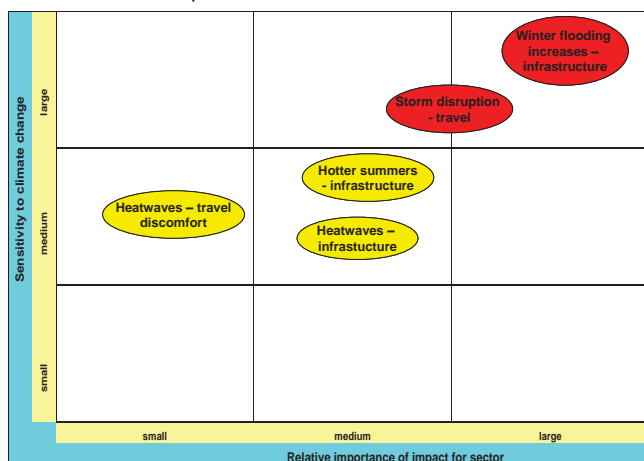 Winter flooding
increases –
infrastructure
Storm disruption
- travel
Hotter summers
- infrastructure
Heatwaves – travel
discomfort
Heatwaves –
infrastucture
Sensitivity to climate change
large
medium
small
small
medium
large
Relative importance of impact for sector